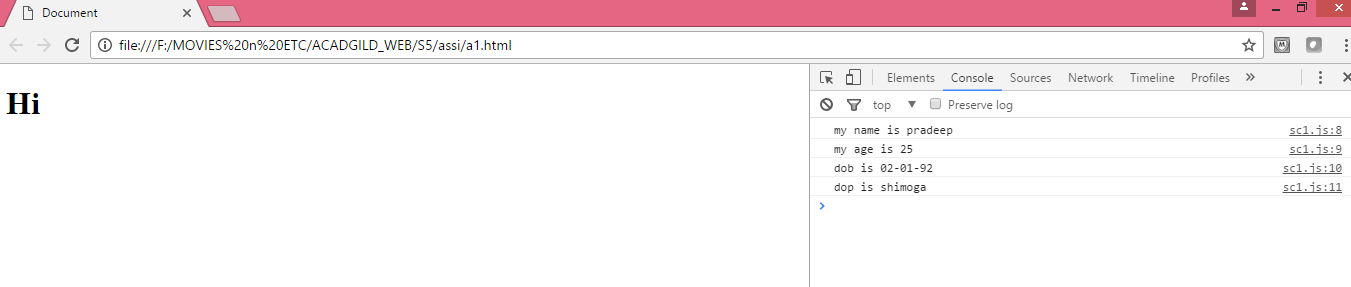 Document
file:///F:/MOVIES%20n%20ETC/ACADGILD_WEB/S5/assi/a1.html
Hi
Elements Console Sources Network Timeline Profiles »
top Preserve log
my name is pradeep sc1.js:8
my age is 25 sc1.js:9
dob is 02-01-92 sc1.js:10
dop is shimoga sc1.js:11